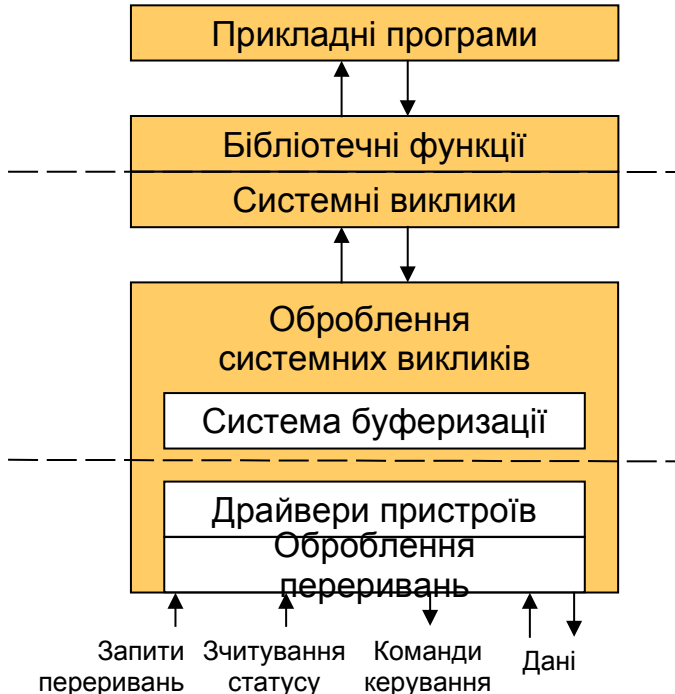 Прикладні програми
Бібліотечні функції
Системні виклики
Оброблення
системних викликів
Система буферизації
Драйвери пристроїв
Оброблення
переривань
Запити
переривань
Зчитування
статусу
Команди
керування
Дані